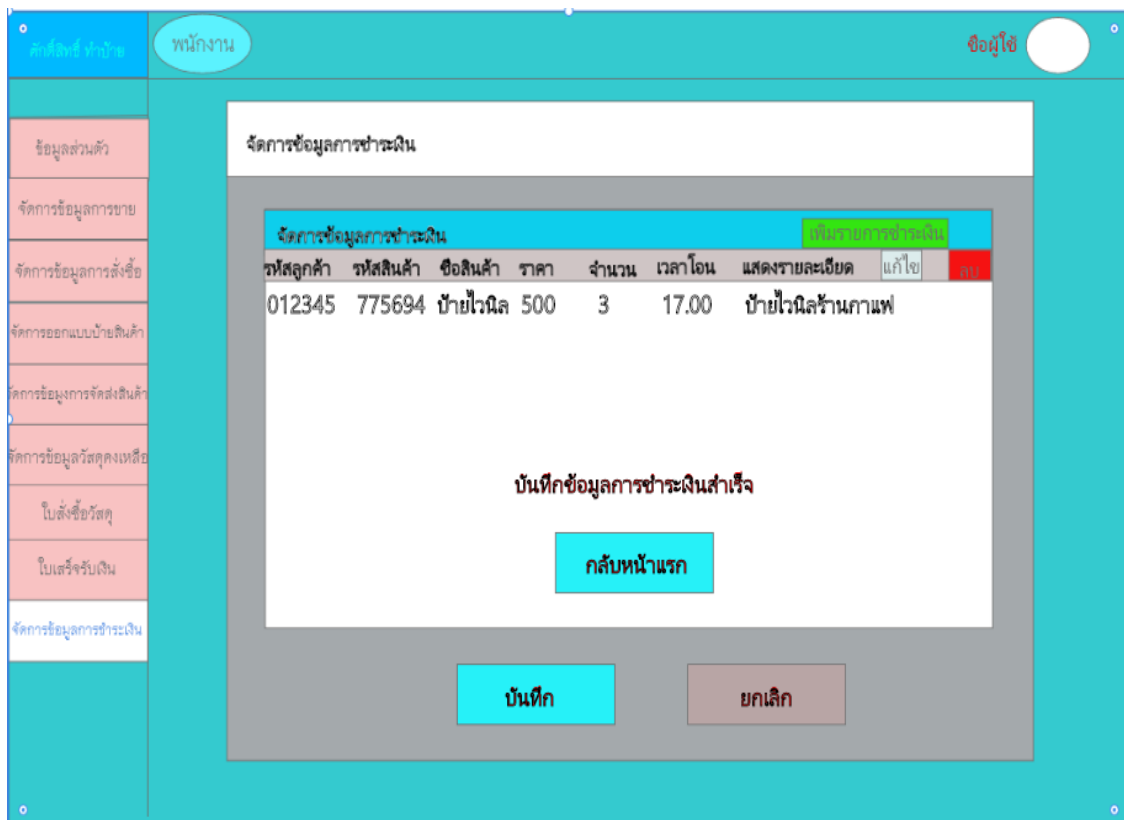 ศักดิ์สิทธิ์ ทำป้าย
พนักงาน
ชื่อผู้ใช้
ข้อมูลส่วนตัว
จัดการข้อมูลการขาย
จัดการข้อมูลการสั่งซื้อ
จัดการออกแบบป้ายสินค้า
จัดการข้อมูงการจัดส่งสินค้า
จัดการข้อมูลวัสดุคงเหลือ
ใบสั่งซื้อวัสดุ
ใบเสร็จรับเงิน
จัดการข้อมูลการชำระเงิน
จัดการข้อมูลการชำระเงิน
จัดการข้อมูลการชำระเงิน เพิ่มรายการชำระเงิน
รหัสลูกค้า รหัสสินค้า ชื่อสินค้า ราคา จำนวน เวลาโอน แสดงรายละเอียด แก้ไข ลบ
012345 775694 ป้ายไวนิล 500 3 17.00 ป้ายไวนิลร้านกาแฟ
บันทึกข้อมูลการชำระเงินสำเร็จ
กลับหน้าแรก
บันทึก ยกเลิก